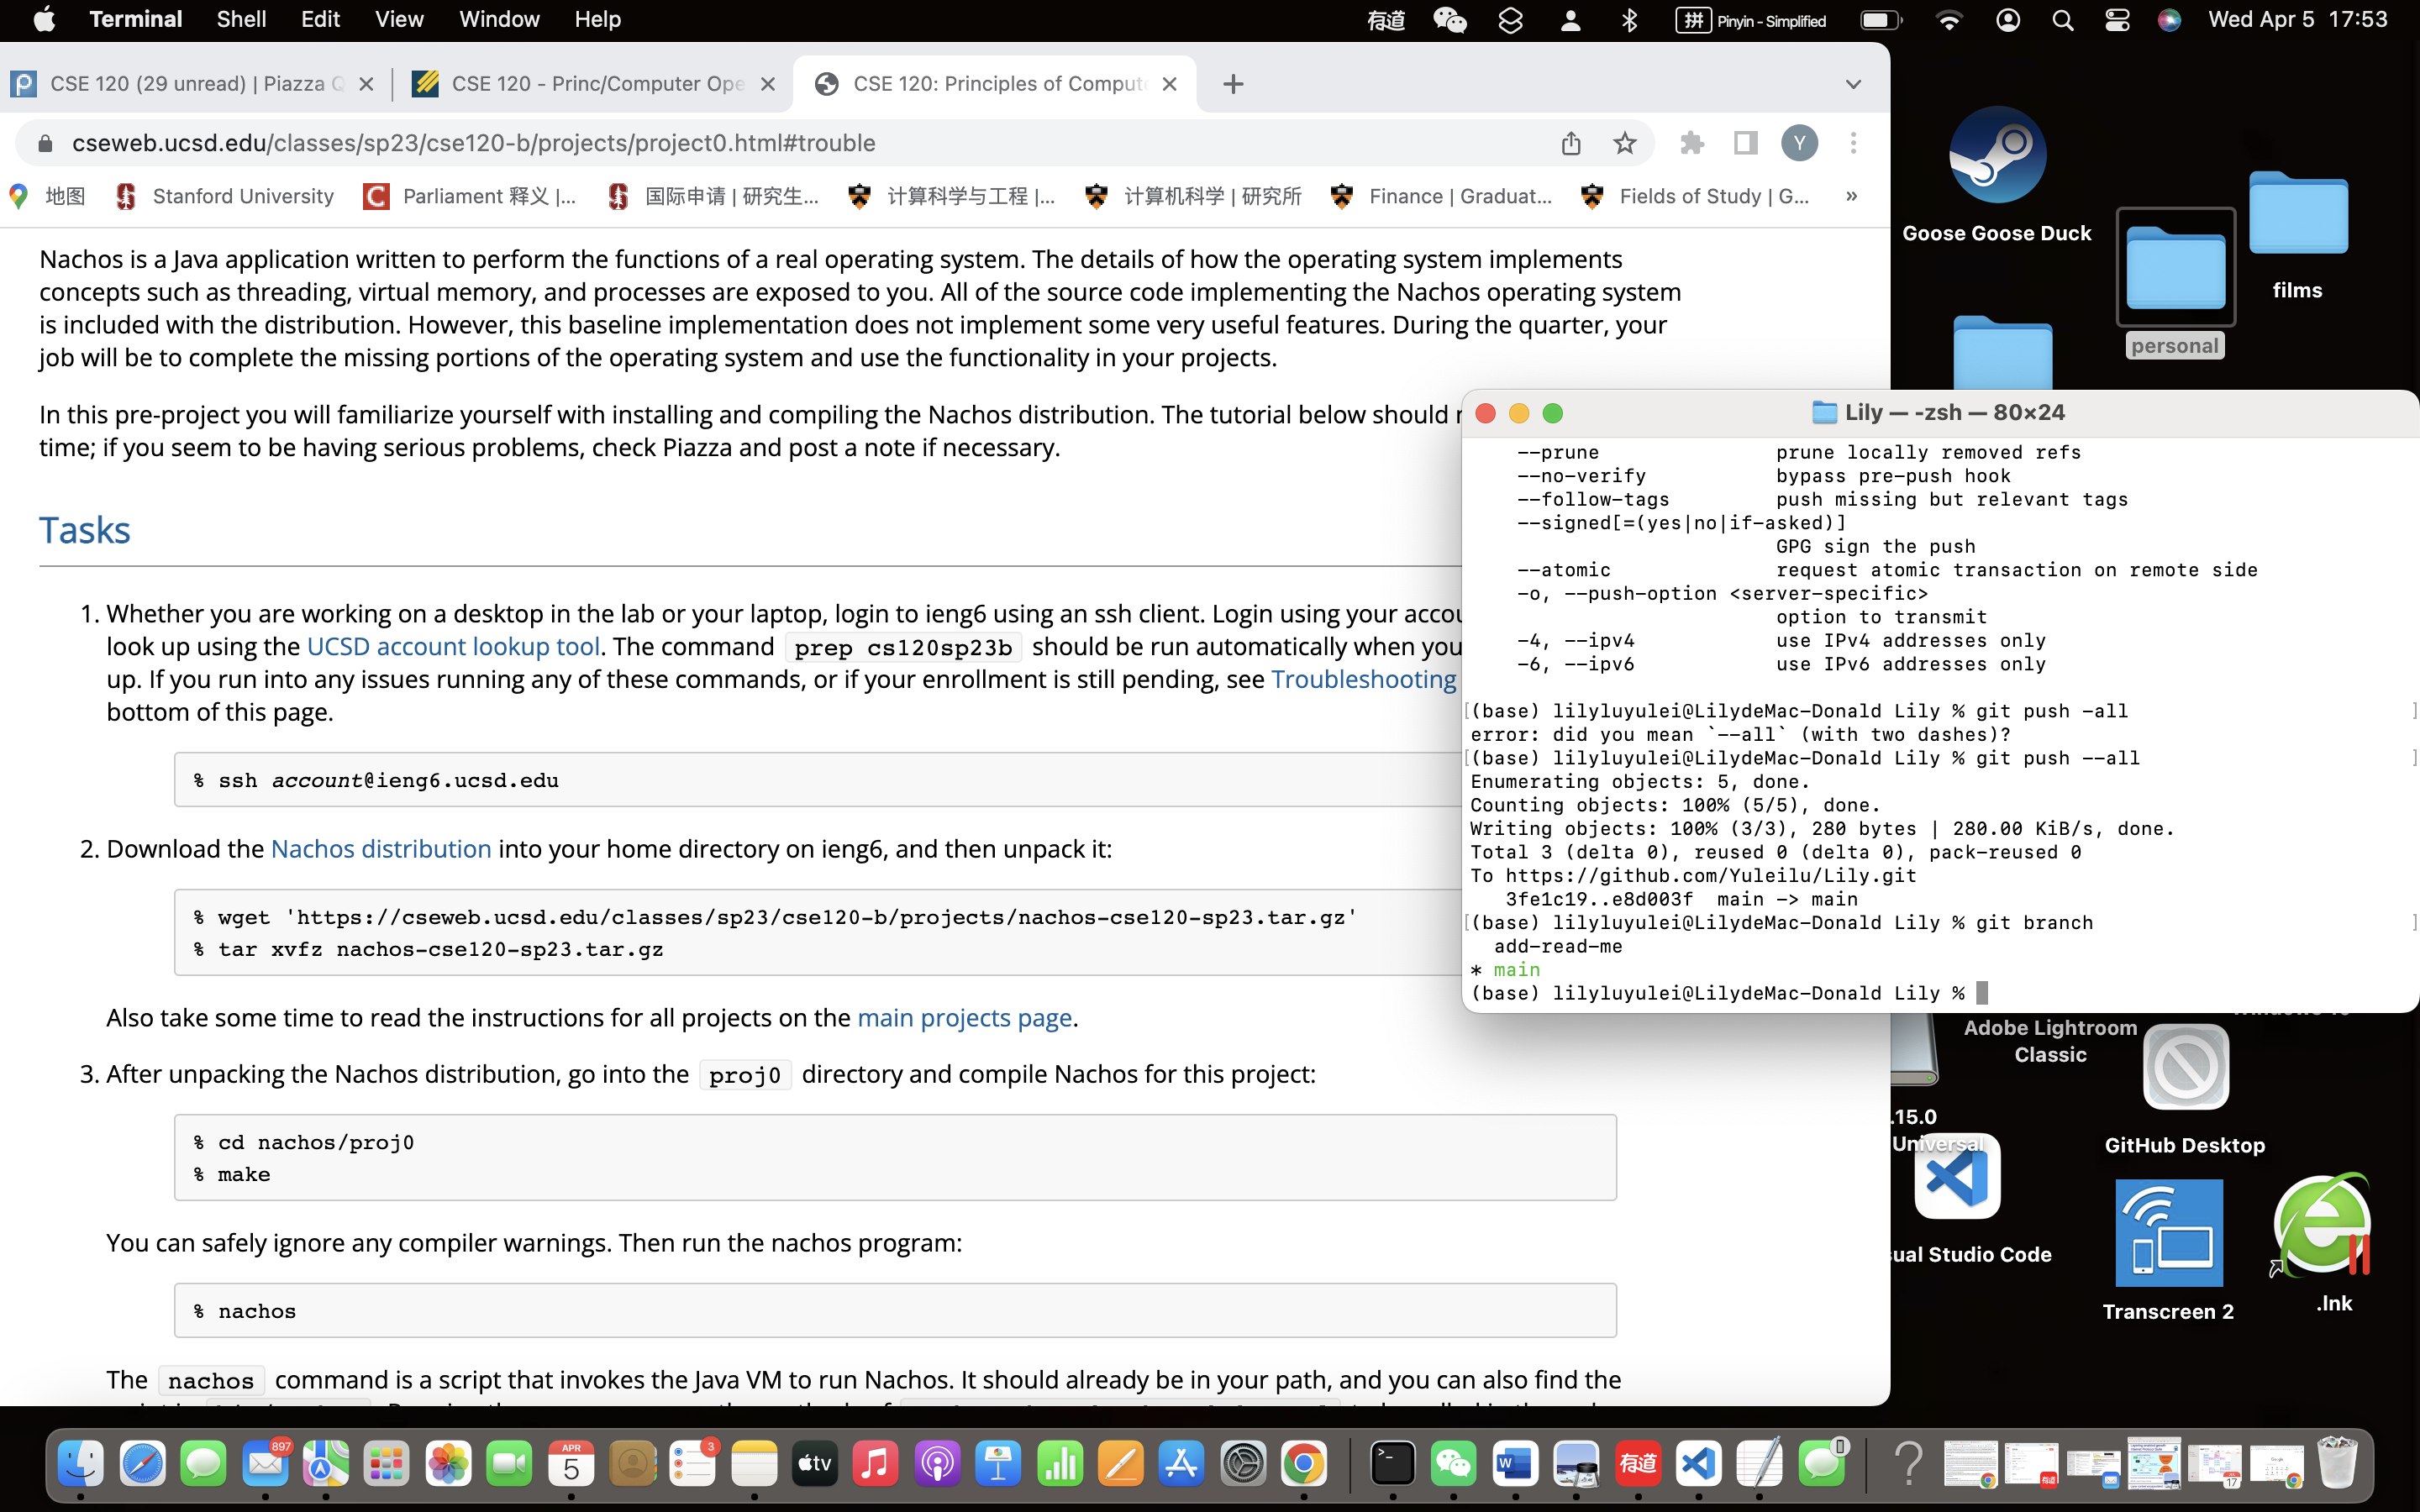 Terminal Shell Edit View Window Help 有道 拼 Pinyin - Simplified Wed Apr 5 17:53
CSE 120 (29 unread) | Piazza Q CSE 120 - Princ/Computer Ope CSE 120: Principles of Comput
cseweb.ucsd.edu/classes/sp23/cse120-b/projects/project0.html#trouble Y
地图 Stanford University Parliament 释义 |... 国际申请 | 研究生... 计算科学与工程 |... 计算机科学 | 研究所 Finance | Graduat... Fields of Study | G... »
Nachos is a Java application written to perform the functions of a real operating system. The details of how the operating system implements
concepts such as threading, virtual memory, and processes are exposed to you. All of the source code implementing the Nachos operating system
is included with the distribution. However, this baseline implementation does not implement some very useful features. During the quarter, your
job will be to complete the missing portions of the operating system and use the functionality in your projects.
In this pre-project you will familiarize yourself with installing and compiling the Nachos distribution. The tutorial below should
time; if you seem to be having serious problems, check Piazza and post a note if necessary.
Tasks
1. Whether you are working on a desktop in the lab or your laptop, login to ieng6 using an ssh client. Login using your accou
look up using the UCSD account lookup tool. The command prep cs120sp23b should be run automatically when you
up. If you run into any issues running any of these commands, or if your enrollment is still pending, see Troubleshooting
bottom of this page.
% ssh account@ieng6.ucsd.edu
2. Download the Nachos distribution into your home directory on ieng6, and then unpack it:
% wget 'https://cseweb.ucsd.edu/classes/sp23/cse120-b/projects/nachos-cse120-sp23.tar.gz'
% tar xvfz nachos-cse120-sp23.tar.gz
Also take some time to read the instructions for all projects on the main projects page.
3. After unpacking the Nachos distribution, go into the proj0 directory and compile Nachos for this project:
% cd nachos/proj0
% make
You can safely ignore any compiler warnings. Then run the nachos program:
% nachos
The nachos command is a script that invokes the Java VM to run Nachos. It should already be in your path, and you can also find the
Goose Goose Duck
films
personal
Lily — -zsh — 80×24
--prune prune locally removed refs
--no-verify bypass pre-push hook
--follow-tags push missing but relevant tags
--signed[=(yes|no|if-asked)]
GPG sign the push
--atomic request atomic transaction on remote side
-o, --push-option <server-specific>
option to transmit
-4, --ipv4 use IPv4 addresses only
-6, --ipv6 use IPv6 addresses only
[(base) lilyluyulei@LilydeMac-Donald Lily % git push -all ]
error: did you mean `--all` (with two dashes)?
[(base) lilyluyulei@LilydeMac-Donald Lily % git push --all ]
Enumerating objects: 5, done.
Counting objects: 100% (5/5), done.
Writing objects: 100% (3/3), 280 bytes | 280.00 KiB/s, done.
Total 3 (delta 0), reused 0 (delta 0), pack-reused 0
To https://github.com/Yuleilu/Lily.git
3fe1c19..e8d003f main -> main
[(base) lilyluyulei@LilydeMac-Donald Lily % git branch ]
add-read-me
* main
(base) lilyluyulei@LilydeMac-Donald Lily %
Adobe Lightroom
Classic
.15.0
Universal
GitHub Desktop
ual Studio Code
Transcreen 2
.lnk
897 APR 5 3 tv W 有道 17